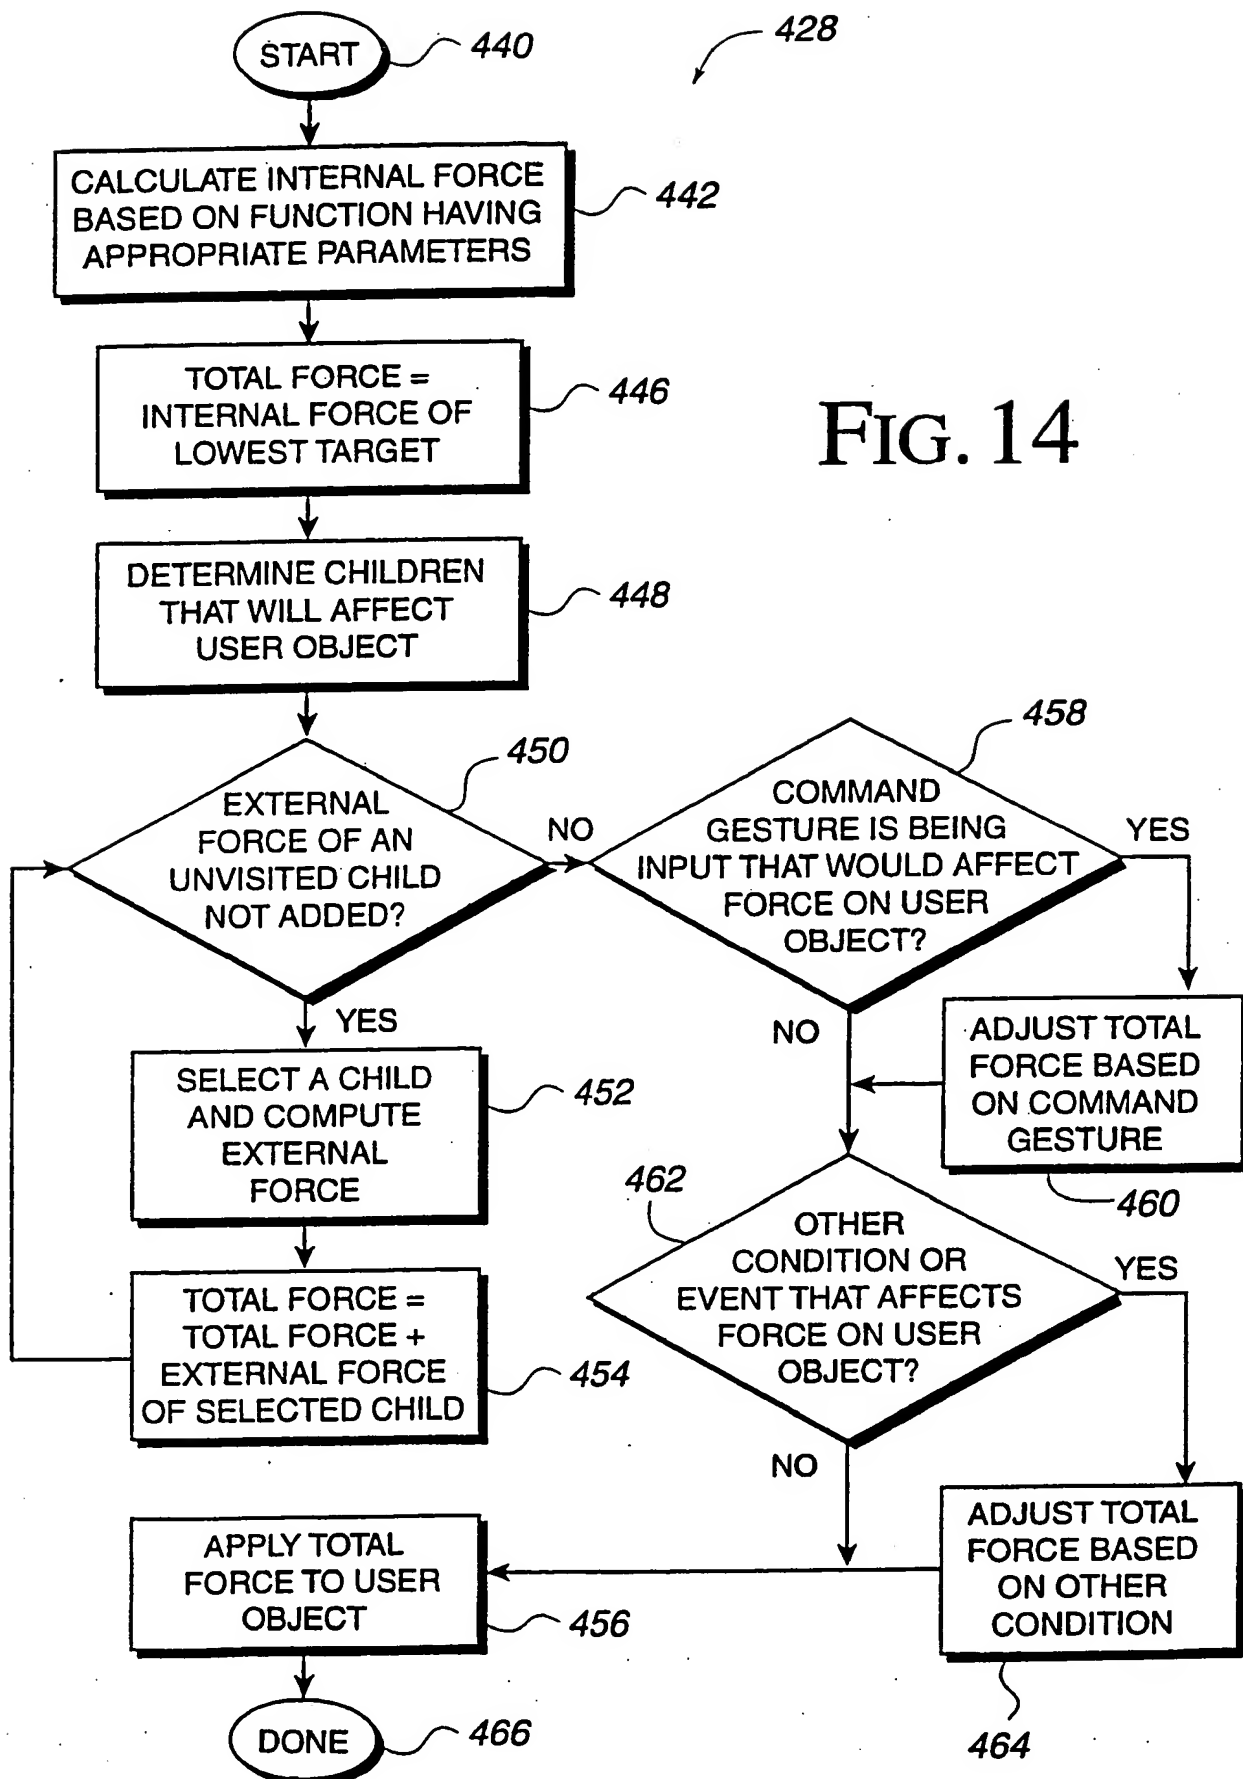 428
START
440
CALCULATE INTERNAL FORCE
BASED ON FUNCTION HAVING
APPROPRIATE PARAMETERS
442
TOTAL FORCE =
INTERNAL FORCE OF
LOWEST TARGET
446
FIG. 14
DETERMINE CHILDREN
THAT WILL AFFECT
USER OBJECT
448
EXTERNAL
FORCE OF AN
UNVISITED CHILD
NOT ADDED?
450
NO
YES
COMMAND
GESTURE IS BEING
INPUT THAT WOULD AFFECT
FORCE ON USER
OBJECT?
458
YES
NO
SELECT A CHILD
AND COMPUTE
EXTERNAL
FORCE
452
ADJUST TOTAL
FORCE BASED
ON COMMAND
GESTURE
460
TOTAL FORCE =
TOTAL FORCE +
EXTERNAL FORCE
OF SELECTED CHILD
454
462
OTHER
CONDITION OR
EVENT THAT AFFECTS
FORCE ON USER
OBJECT?
YES
NO
APPLY TOTAL
FORCE TO USER
OBJECT
456
ADJUST TOTAL
FORCE BASED
ON OTHER
CONDITION
464
DONE
466